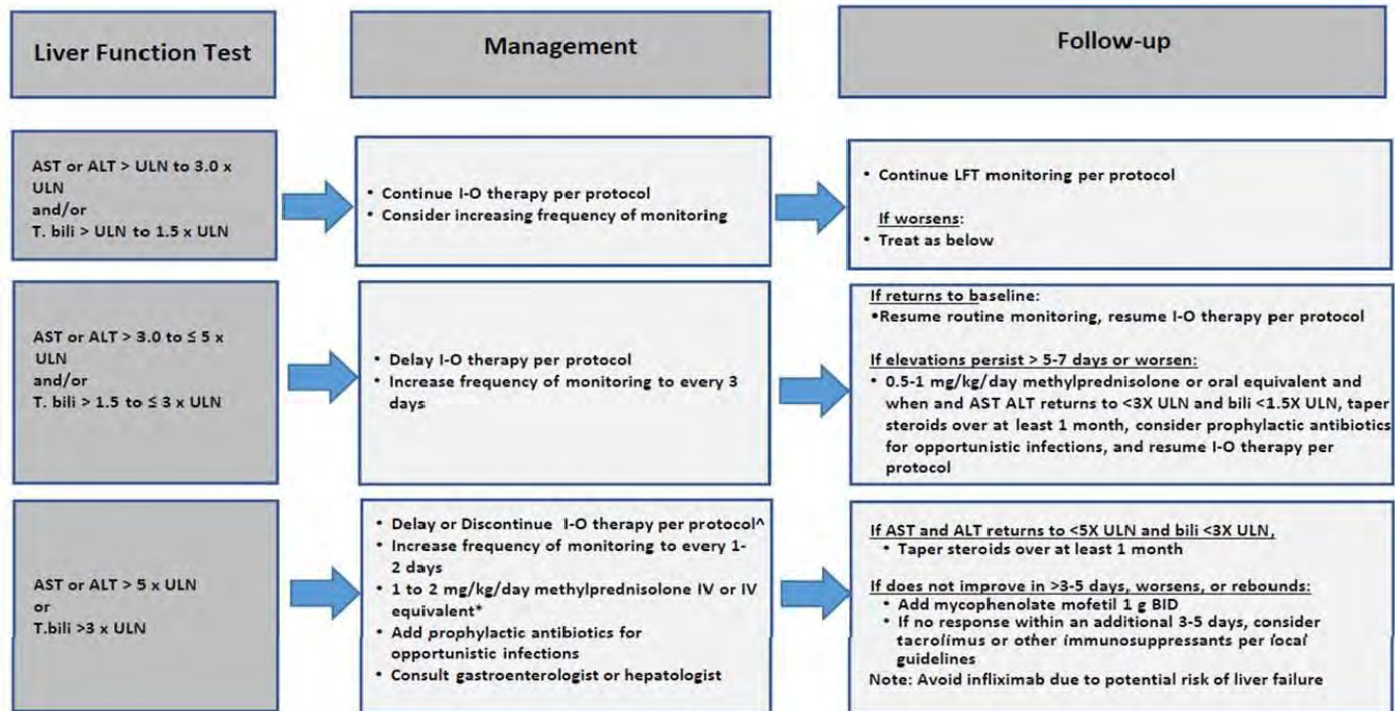 Liver Function Test
Management
Follow-up
AST or ALT > ULN to 3.0 x
ULN
and/or
T. bili > ULN to 1.5 x ULN
• Continue I-O therapy per protocol
• Consider increasing frequency of monitoring
• Continue LFT monitoring per protocol
If worsens:
• Treat as below
AST or ALT > 3.0 to ≤ 5 x
ULN
and/or
T. bili > 1.5 to ≤ 3 x ULN
• Delay I-O therapy per protocol
• Increase frequency of monitoring to every 3
days
If returns to baseline:
•Resume routine monitoring, resume I-O therapy per protocol
If elevations persist > 5-7 days or worsen:
• 0.5-1 mg/kg/day methylprednisolone or oral equivalent and
when and AST ALT returns to <3X ULN and bili <1.5X ULN, taper
steroids over at least 1 month, consider prophylactic antibiotics
for opportunistic infections, and resume I-O therapy per
protocol
AST or ALT > 5 x ULN
or
T.bili >3 x ULN
• Delay or Discontinue I-O therapy per protocol^
• Increase frequency of monitoring to every 1-
2 days
• 1 to 2 mg/kg/day methylprednisolone IV or IV
equivalent*
• Add prophylactic antibiotics for
opportunistic infections
• Consult gastroenterologist or hepatologist
If AST and ALT returns to <5X ULN and bili <3X ULN,
• Taper steroids over at least 1 month
If does not improve in >3-5 days, worsens, or rebounds:
• Add mycophenolate mofetil 1 g BID
• If no response within an additional 3-5 days, consider
tacrolimus or other immunosuppressants per local
guidelines
Note: Avoid infliximab due to potential risk of liver failure